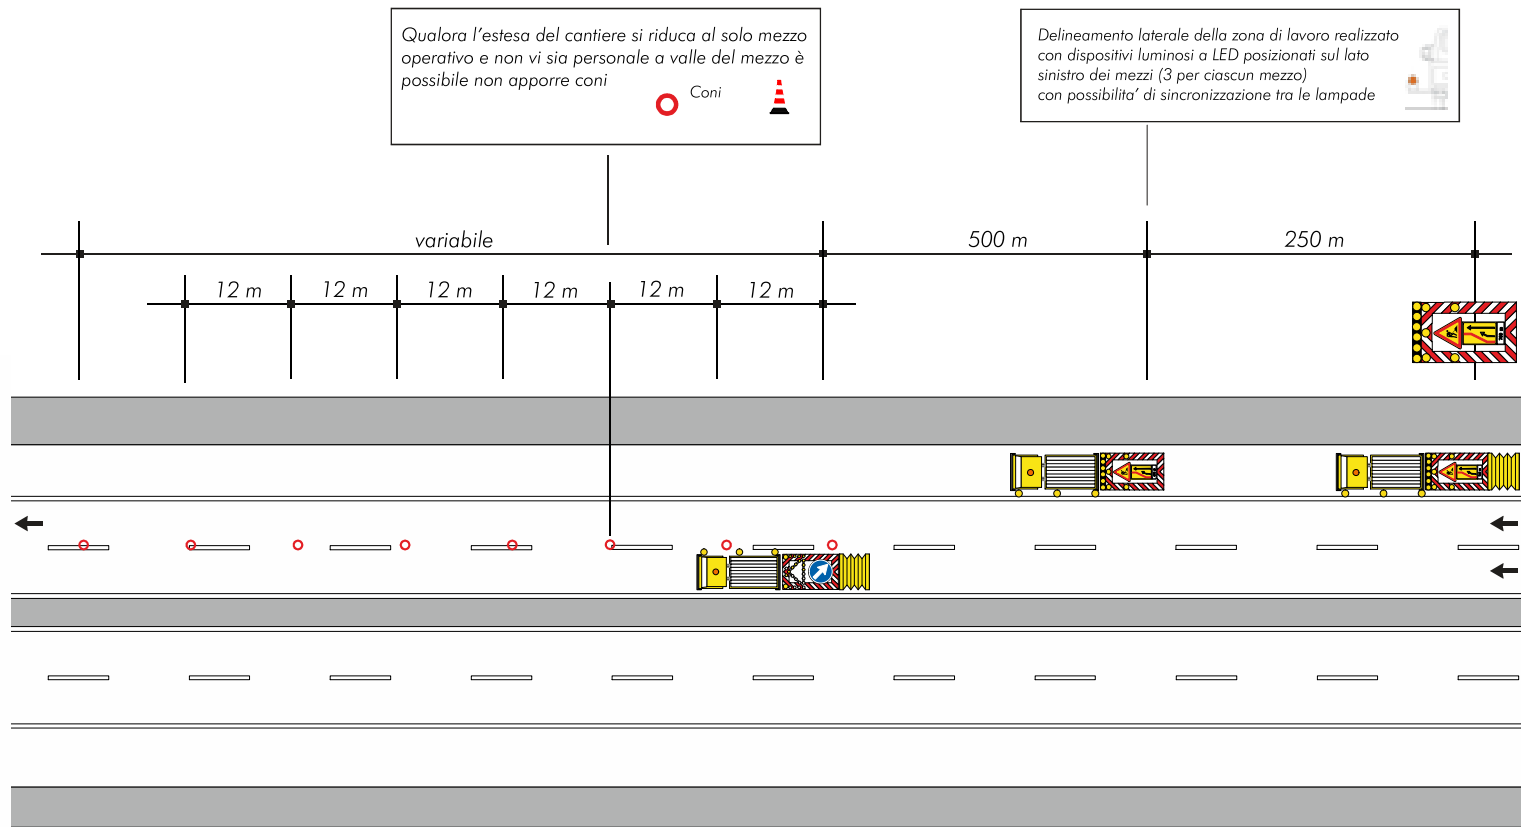 Qualora l'estesa del cantiere si riduca al solo mezzo
operativo e non vi sia personale a valle del mezzo è
possibile non apporre coni
Coni
Delineamento laterale della zona di lavoro realizzato
con dispositivi luminosi a LED posizionati sul lato
sinistro dei mezzi (3 per ciascun mezzo)
con possibilita' di sincronizzazione tra le lampade
variabile
500 m
250 m
12 m
12 m
12 m
12 m
12 m
12 m